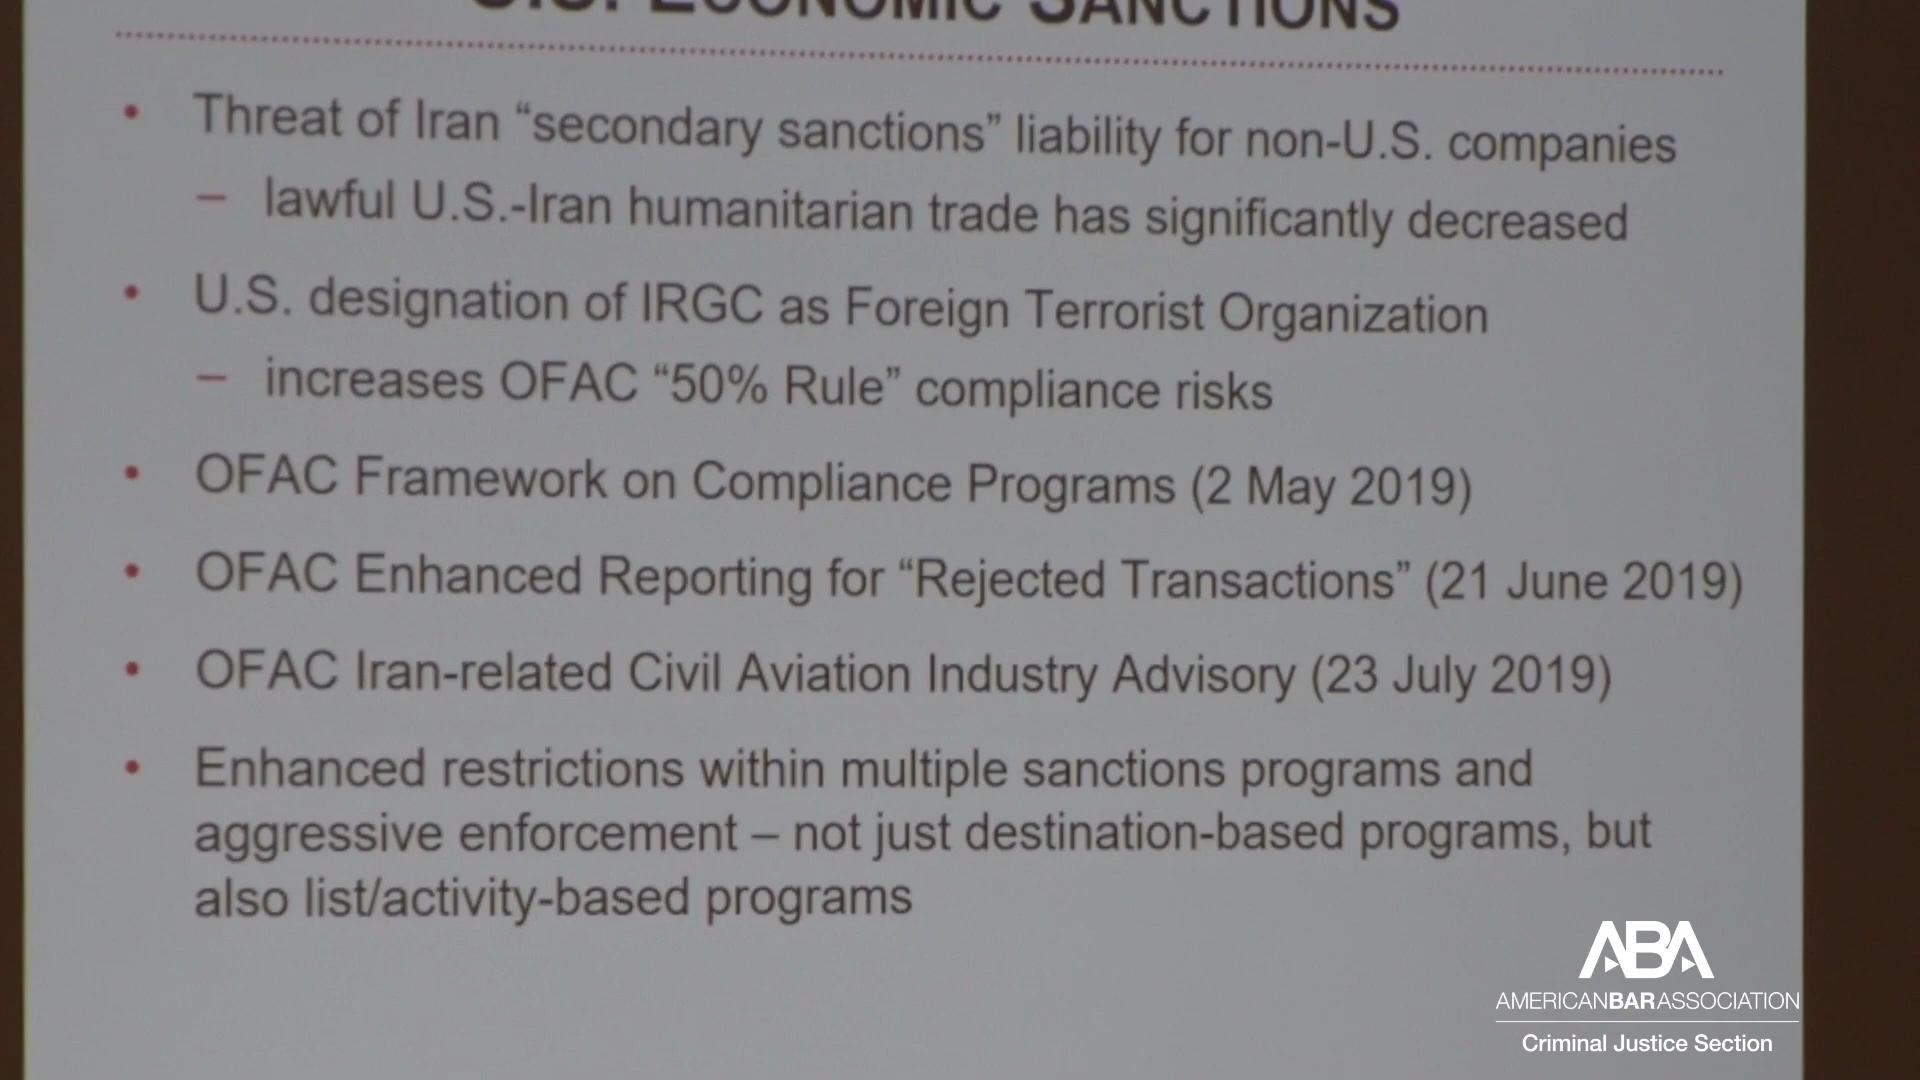 U.S. ECONOMIC SANCTIONS
• Threat of Iran “secondary sanctions” liability for non-U.S. companies
– lawful U.S.-Iran humanitarian trade has significantly decreased
• U.S. designation of IRGC as Foreign Terrorist Organization
– increases OFAC “50% Rule” compliance risks
• OFAC Framework on Compliance Programs (2 May 2019)
• OFAC Enhanced Reporting for “Rejected Transactions” (21 June 2019)
• OFAC Iran-related Civil Aviation Industry Advisory (23 July 2019)
• Enhanced restrictions within multiple sanctions programs and
aggressive enforcement – not just destination-based programs, but
also list/activity-based programs
ABA
AMERICANBARASSOCIATION
Criminal Justice Section